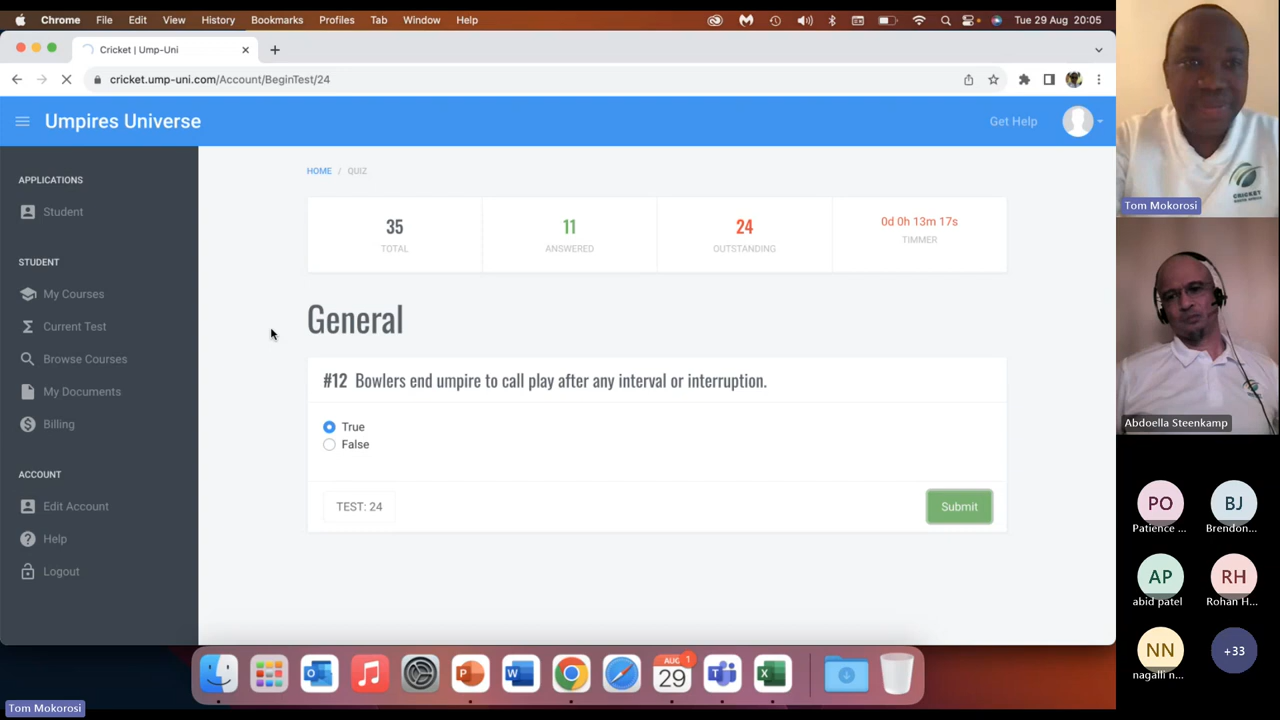 Chrome File Edit View History Bookmarks Profiles Tab Window Help Tue 29 Aug 20:05
Cricket | Ump-Uni
cricket.ump-uni.com/Account/BeginTest/24
Umpires Universe Get Help
APPLICATIONS
Student
STUDENT
My Courses
Current Test
Browse Courses
My Documents
Billing
ACCOUNT
Edit Account
Help
Logout
HOME / QUIZ
35 11 24 0d 0h 13m 17s
TOTAL ANSWERED OUTSTANDING TIMMER
General
#12 Bowlers end umpire to call play after any interval or interruption.
True
False
TEST: 24 Submit
AUG 1
29
Tom Mokorosi
CRICKET
Tom Mokorosi
Abdoella Steenkamp
PO BJ
Patience ... Brendon...
AP RH
abid patel Rohan H...
NN +33
nagalli n...